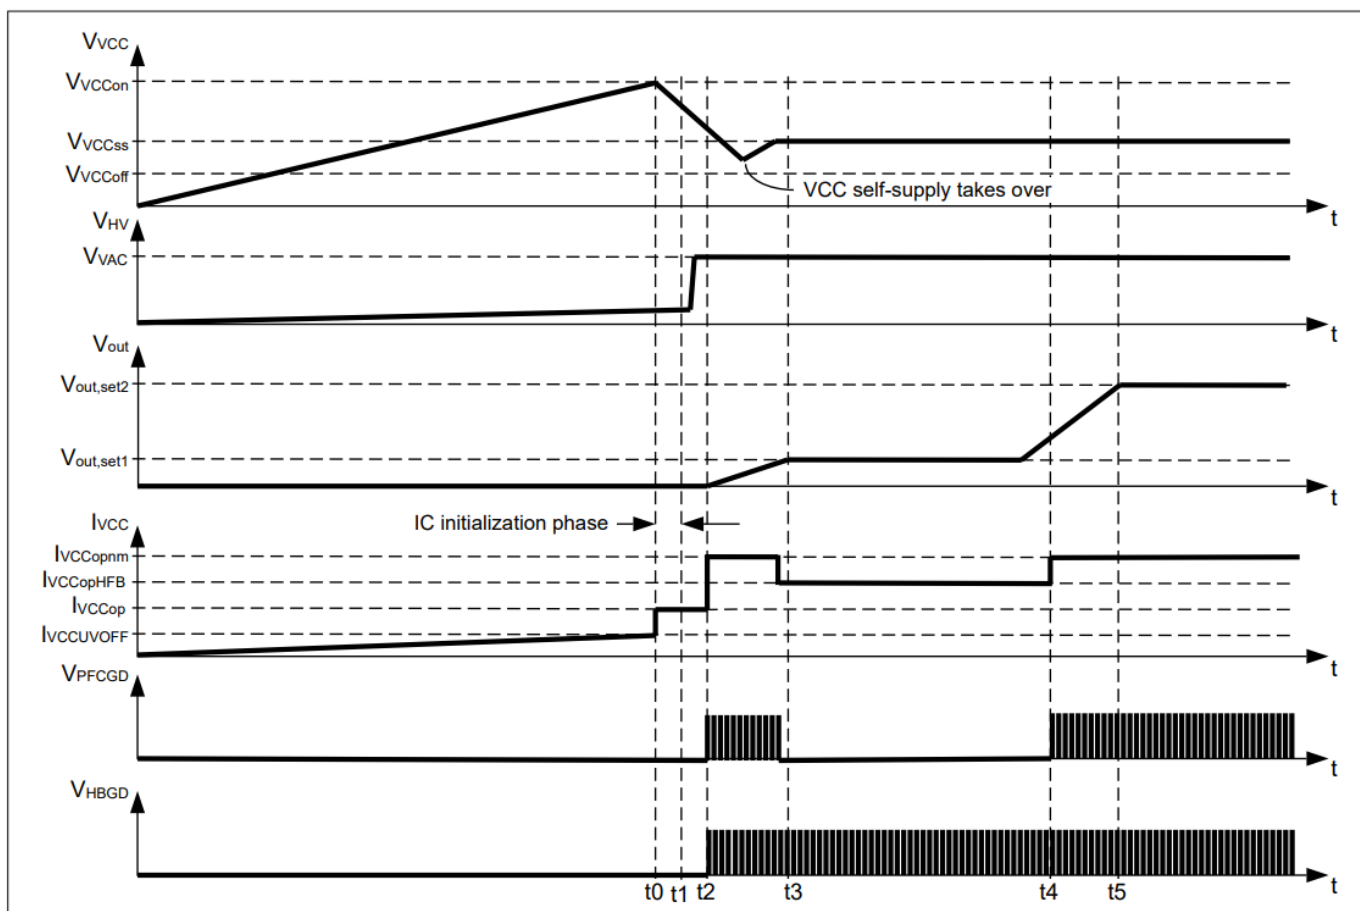 VVCC
VVCCon
VVCCss
VVCCoff
VCC self-supply takes over
t
VHV
VVAC
t
Vout
Vout,set2
Vout,set1
t
IVCC
IC initialization phase
IVCCopnm
IVCCopHFB
IVCCop
IVCCUVOFF
t
VPFCGD
t
VHBGD
t
t0 t1 t2 t3 t4 t5